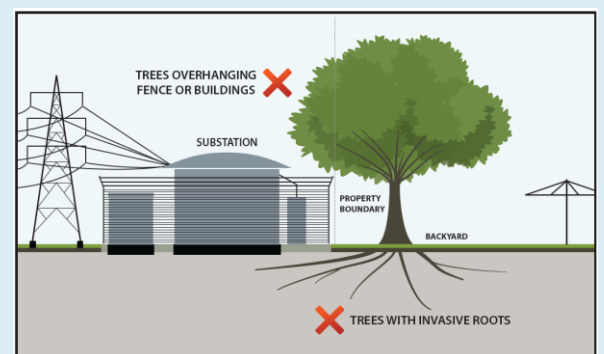 TREES OVERHANGING
FENCE OR BUILDINGS
SUBSTATION
PROPERTY
BOUNDARY
BACKYARD
TREES WITH INVASIVE ROOTS